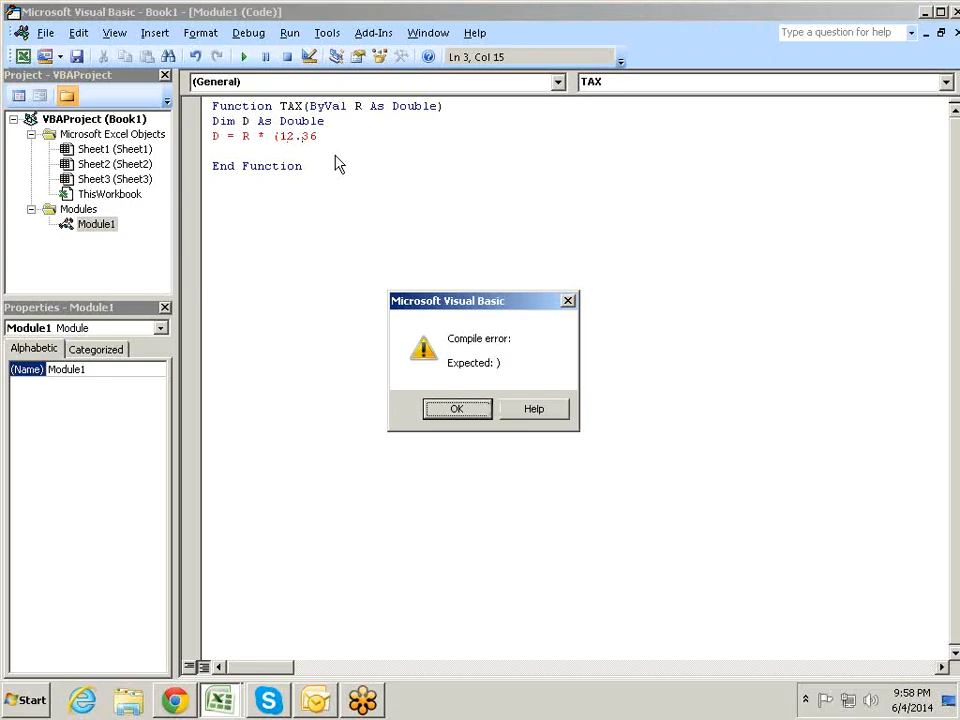 Microsoft Visual Basic - Book1 - [Module1 (Code)]
File Edit View Insert Format Debug Run Tools Add-Ins Window Help
Type a question for help
Ln 3, Col 15
Project - VBAProject
(General)
TAX
VBAProject (Book1)
Microsoft Excel Objects
Sheet1 (Sheet1)
Sheet2 (Sheet2)
Sheet3 (Sheet3)
ThisWorkbook
Modules
Module1
Function TAX(ByVal R As Double)
Dim D As Double
D = R * (12.36
End Function
Properties - Module1
Module1 Module
Alphabetic Categorized
(Name) Module1
Microsoft Visual Basic
Compile error:
Expected: )
OK Help
Start
9:58 PM
6/4/2014